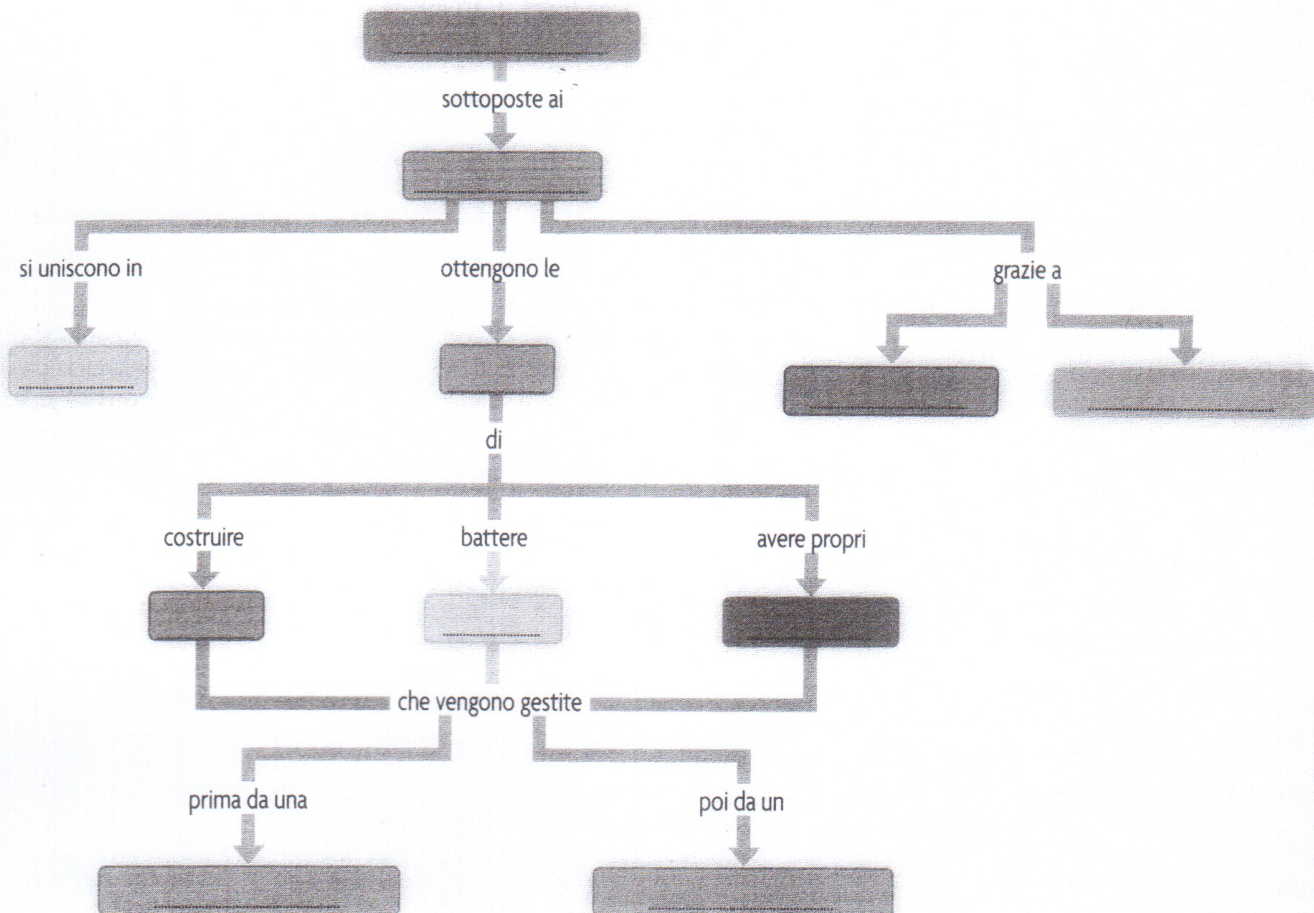 sottoposte ai
si uniscono in
ottengono le
grazie a
di
costruire
battere
avere propri
che vengono gestite
prima da una
poi da un